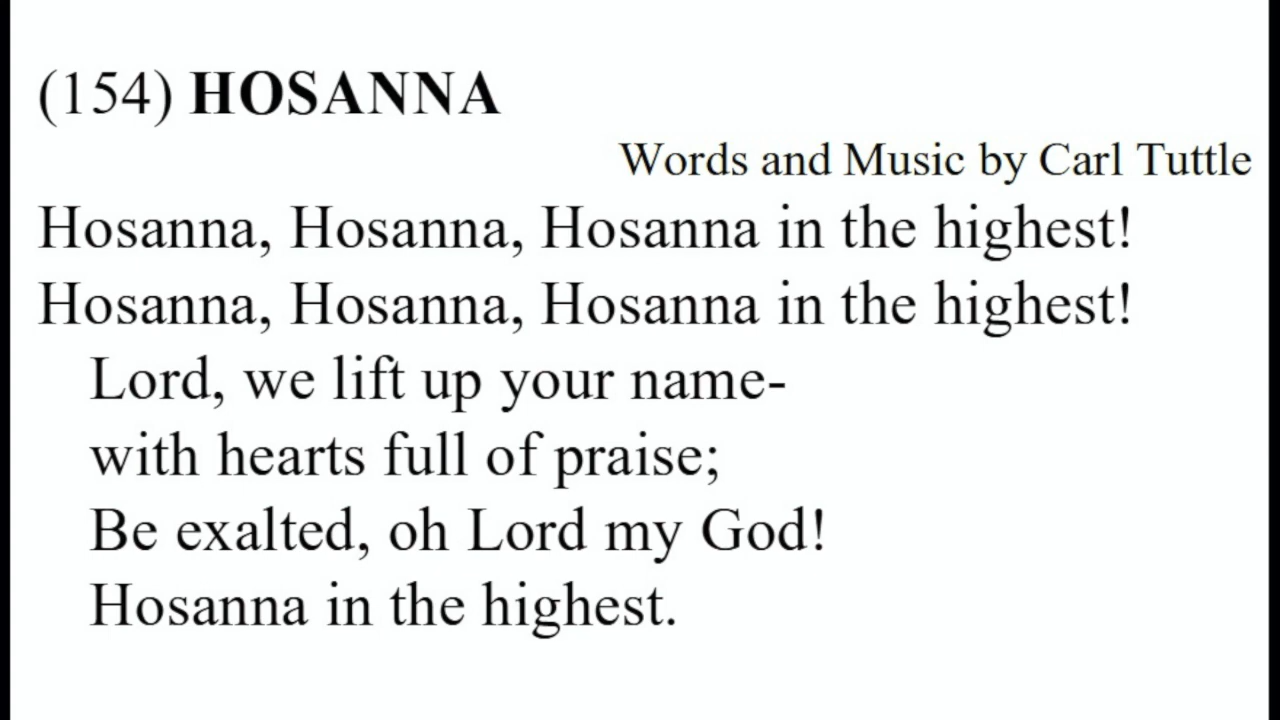 (154) HOSANNA
Words and Music by Carl Tuttle
Hosanna, Hosanna, Hosanna in the highest!
Hosanna, Hosanna, Hosanna in the highest!
Lord, we lift up your name-
with hearts full of praise;
Be exalted, oh Lord my God!
Hosanna in the highest.